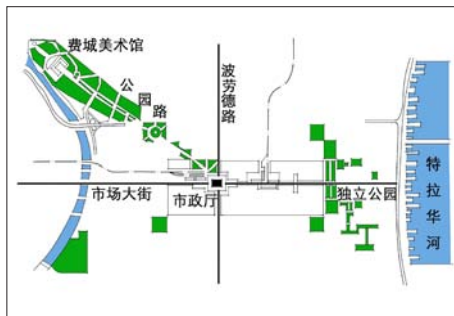 费城美术馆
公园路
波劳德路
市场大街
市政厅
独立公园
特拉华河